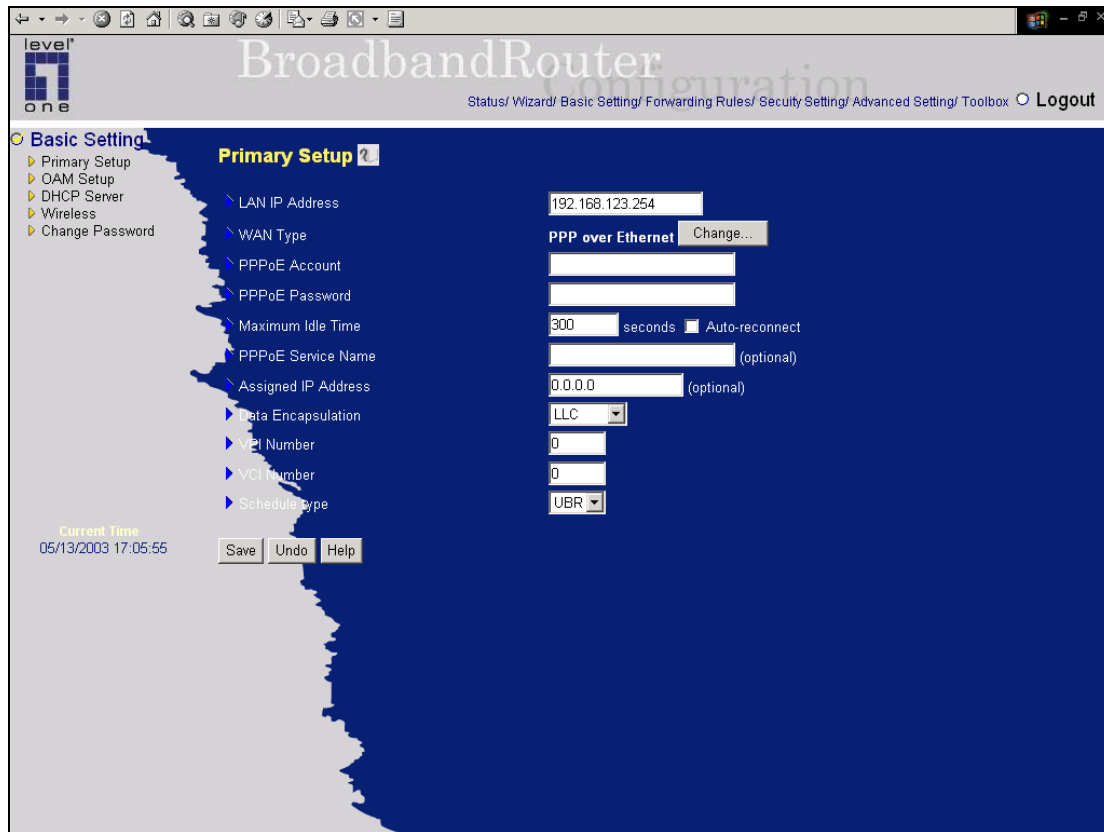 level
one
BroadbandRouter
Configuration
Status/ Wizard/ Basic Setting/ Forwarding Rules/ Secuity Setting/ Advanced Setting/ Toolbox Logout
Basic Setting
Primary Setup
OAM Setup
DHCP Server
Wireless
Change Password
Current Time
05/13/2003 17:05:55
Primary Setup
LAN IP Address 192.168.123.254
WAN Type PPP over Ethernet Change...
PPPoE Account
PPPoE Password
Maximum Idle Time 300 seconds Auto-reconnect
PPPoE Service Name (optional)
Assigned IP Address 0.0.0.0 (optional)
Data Encapsulation LLC
VPI Number 0
VCI Number 0
Schedule type UBR
Save Undo Help